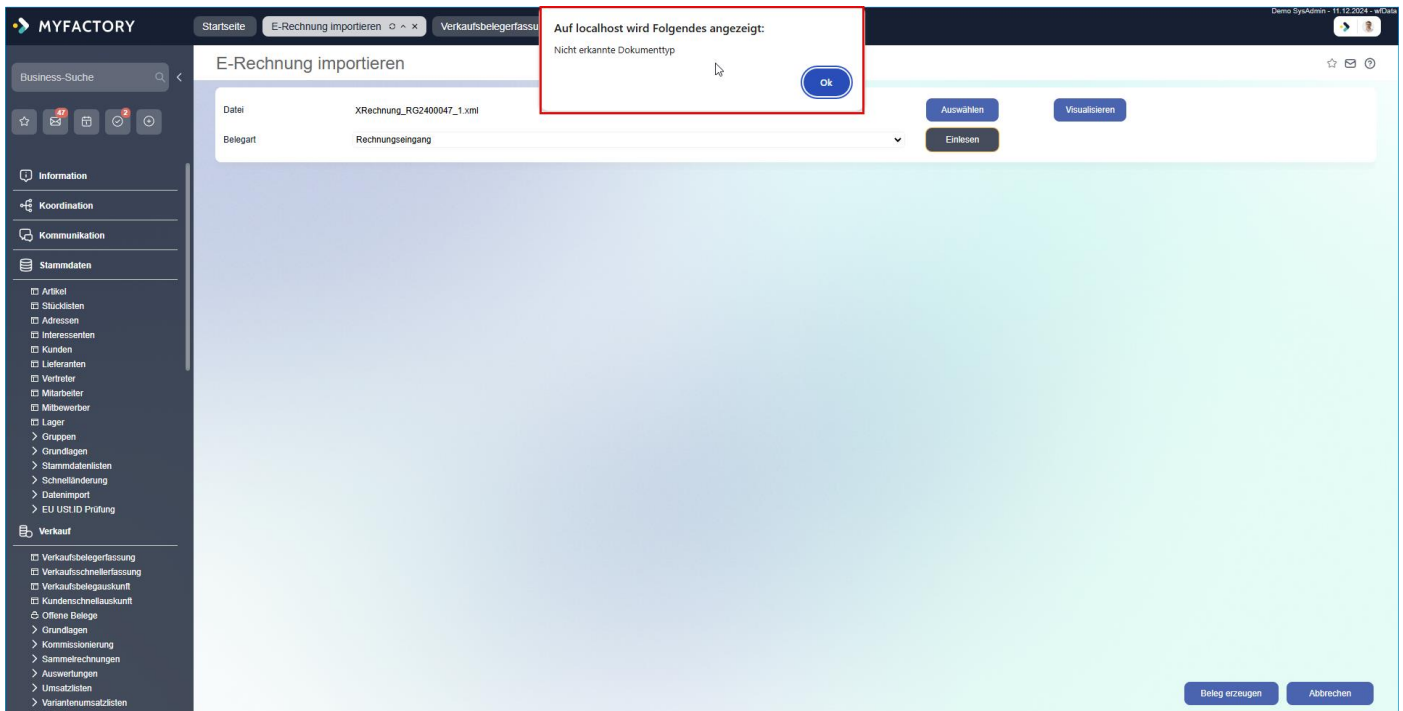 MYFACTORY
Startseite
E-Rechnung importieren
Verkaufsbelegerfassu
Demo SysAdmin - 11.12.2024 - wfData
Auf localhost wird Folgendes angezeigt:
Nicht erkannte Dokumenttyp
Ok
Business-Suche
E-Rechnung importieren
47
2
Datei
XRechnung_RG2400047_1.xml
Auswählen
Visualisieren
Belegart
Rechnungseingang
Einlesen
Information
Koordination
Kommunikation
Stammdaten
Artikel
Stücklisten
Adressen
Interessenten
Kunden
Lieferanten
Vertreter
Mitarbeiter
Mitbewerber
Lager
Gruppen
Grundlagen
Stammdatenlisten
Schnelländerung
Datenimport
EU USt.ID Prüfung
Verkauf
Verkaufsbelegerfassung
Verkaufsschnellerfassung
Verkaufsbelegauskunft
Kundenschnellauskunft
Offene Belege
Grundlagen
Kommissionierung
Sammelrechnungen
Auswertungen
Umsatzlisten
Variantenumsatzlisten
Beleg erzeugen
Abbrechen